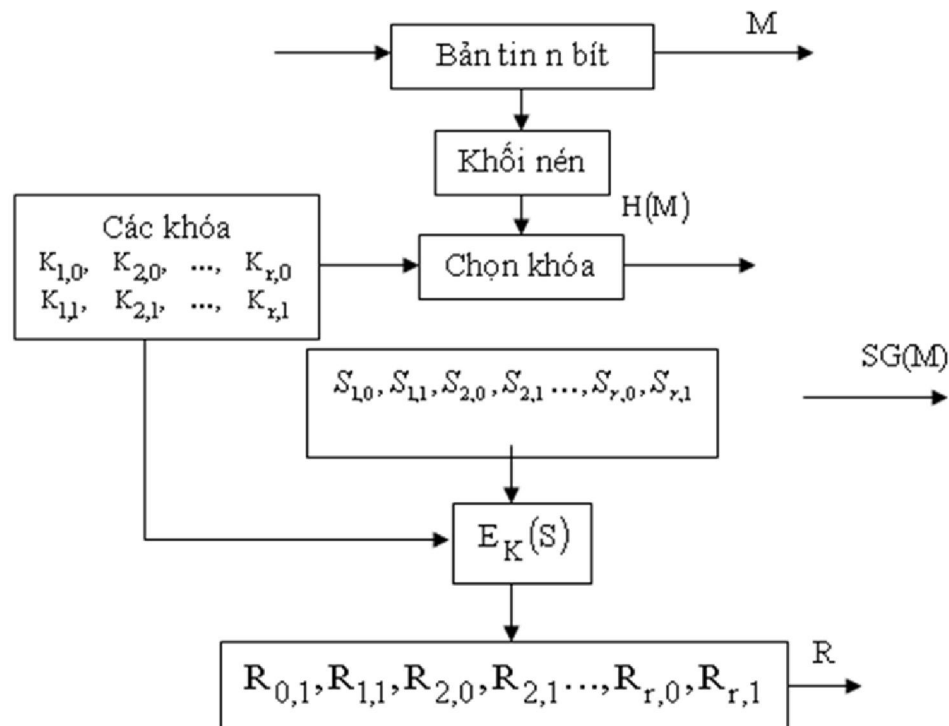 M
Bản tin n bít
Khối nén
H(M)
Các khóa
K₁,₀, K₂,₀, ..., Kᵣ,₀
K₁,₁, K₂,₁, ..., Kᵣ,₁
Chọn khóa
SG(M)
S₁,₀, S₁,₁, S₂,₀, S₂,₁ ..., Sᵣ,₀, Sᵣ,₁
E_K(S)
R
R₀,₁, R₁,₁, R₂,₀, R₂,₁ ..., Rᵣ,₀, Rᵣ,₁